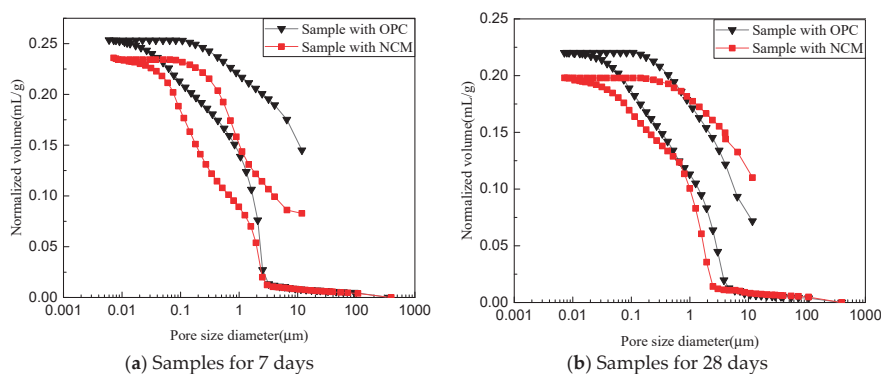 Sample with OPC
Sample with NCM
0.25
0.20
0.15
0.10
0.05
0.00
Normalized volume(mL/g)
0.001 0.01 0.1 1 10 100 1000
Pore size diameter(μm)
(a) Samples for 7 days
Sample with OPC
Sample with NCM
0.25
0.20
0.15
0.10
0.05
0.00
Normalized volume(mL/g)
0.001 0.01 0.1 1 10 100 1000
Pore size diameter(μm)
(b) Samples for 28 days